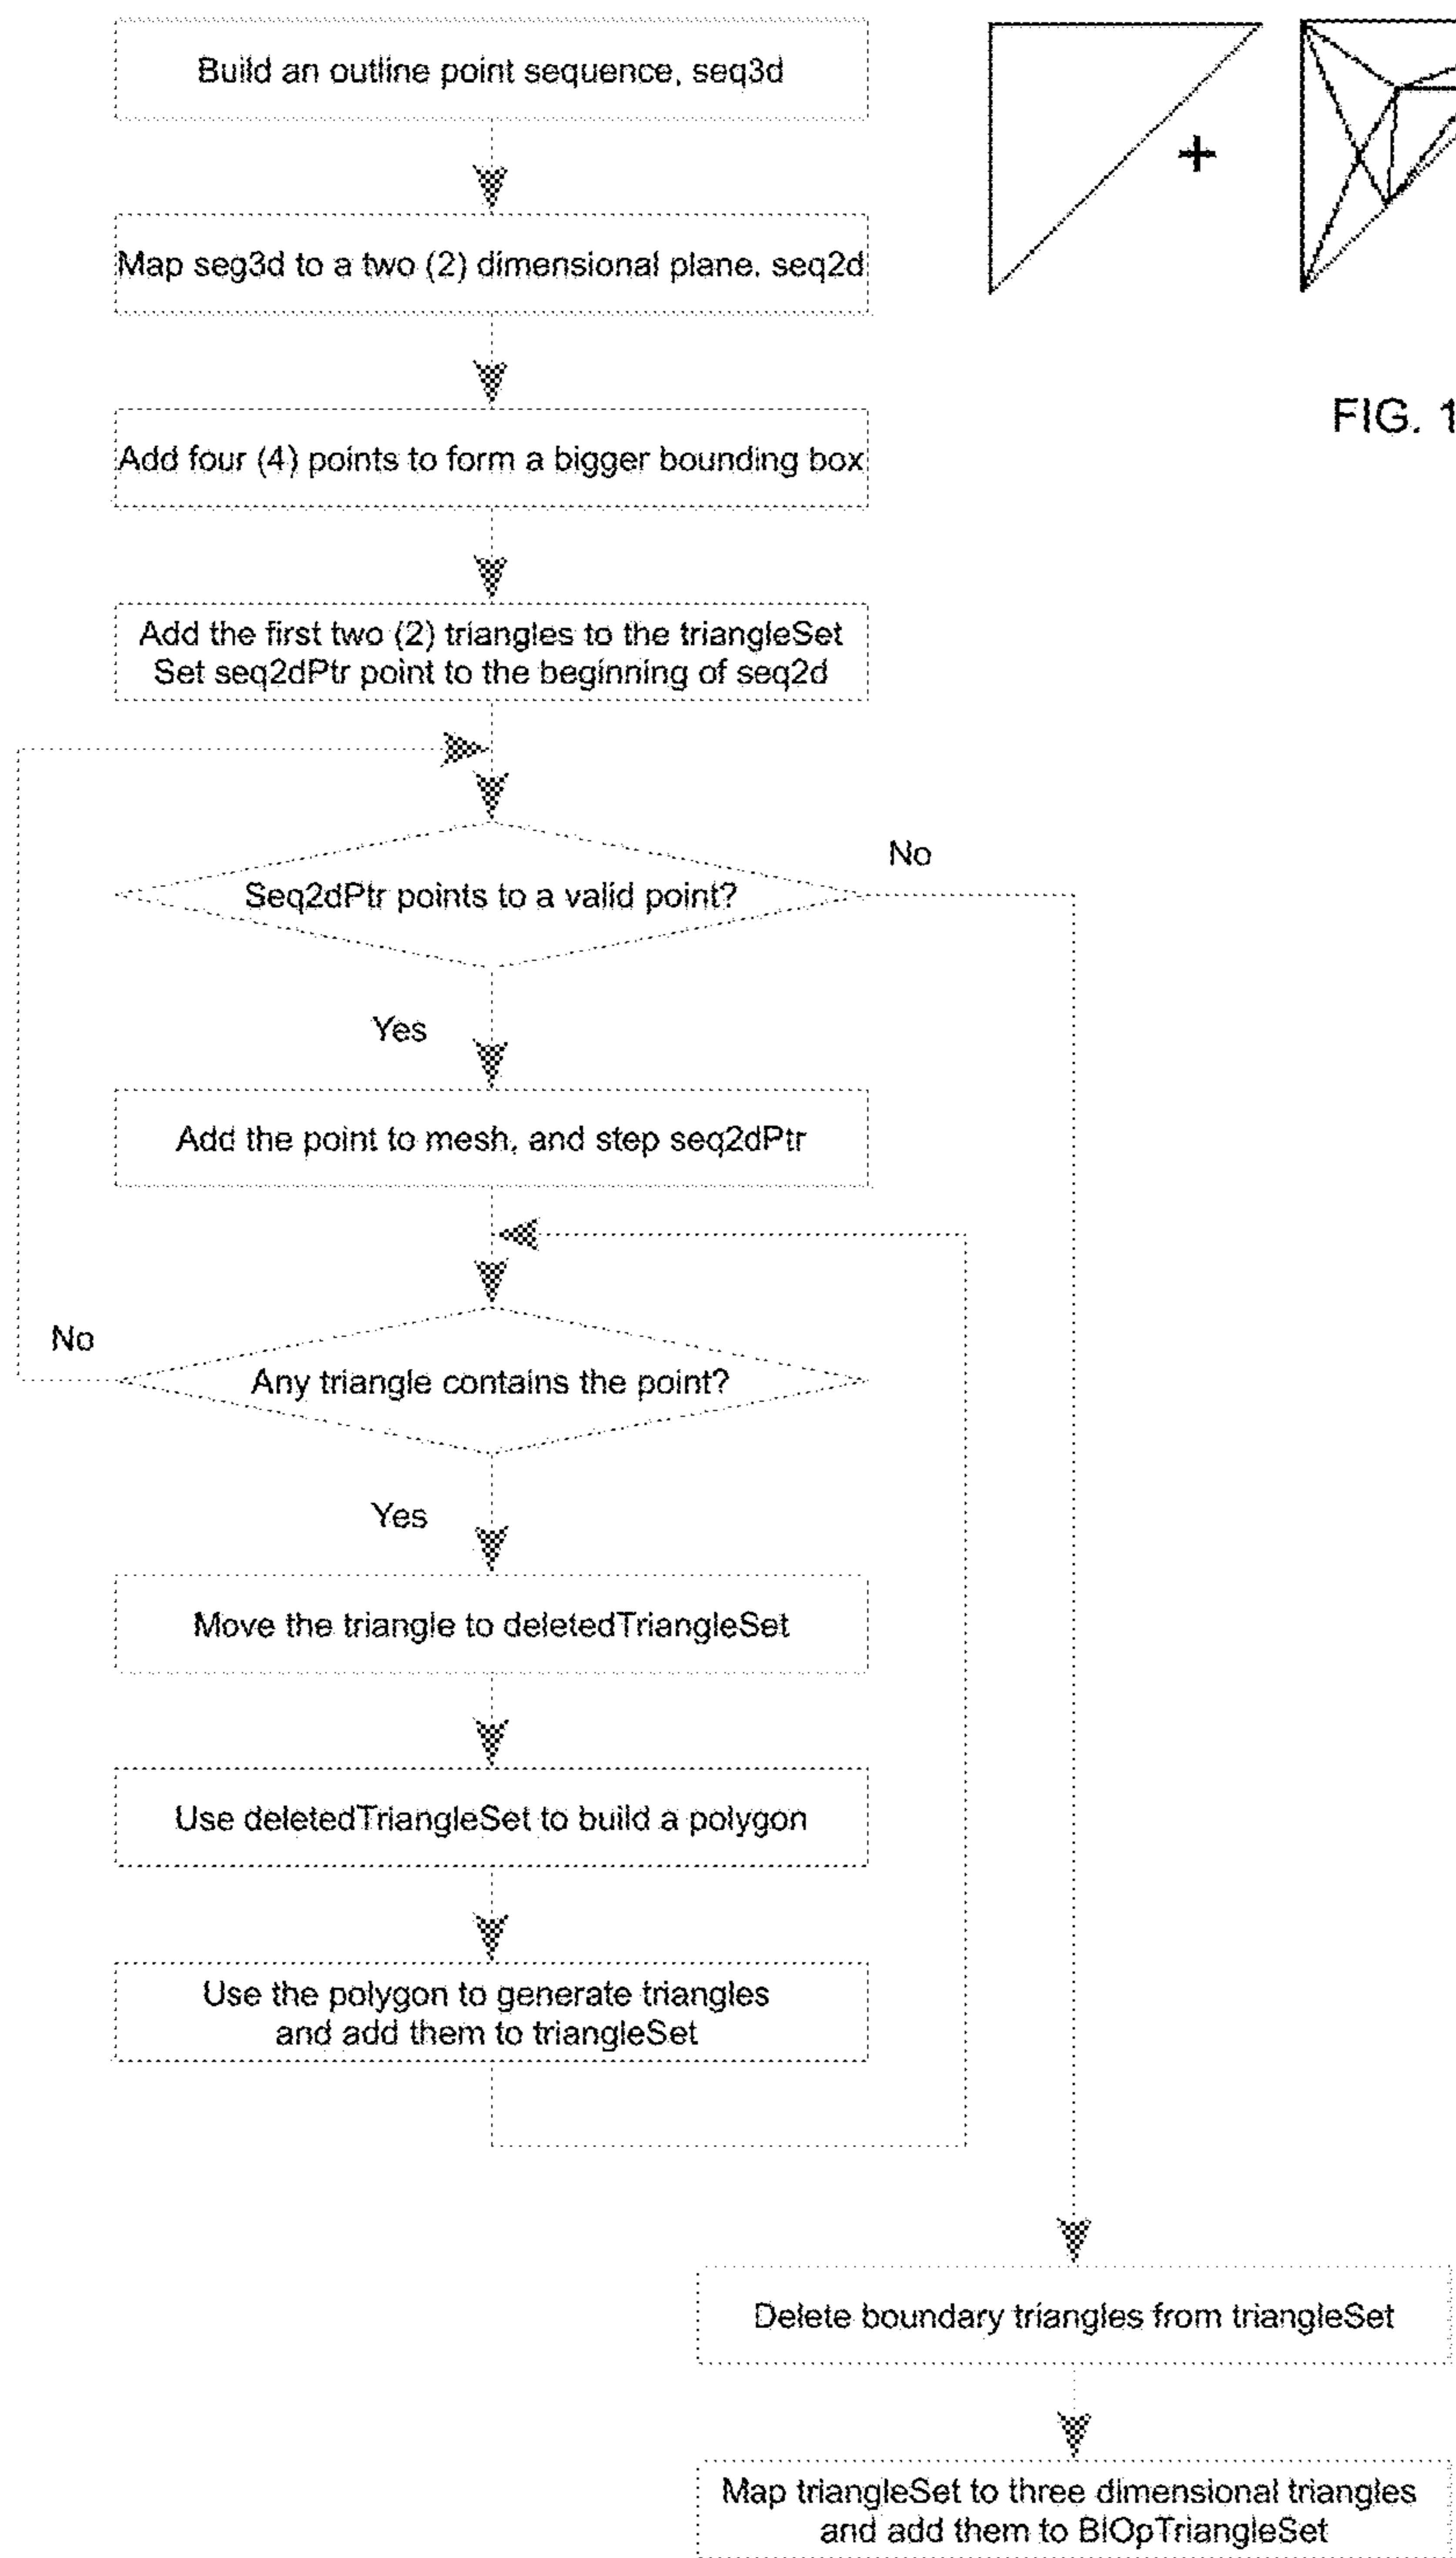 Build an outline point sequence, seq3d
Map seg3d to a two (2) dimensional plane. seq2d
FIG. 1
Add four (4) points to form a bigger bounding box
Add the first two (2) triangles to the triangleSet
Set seq2dPtr point to the beginning of seq2d
No
Seq2dPtr points to a valid point?
Yes
Add the point to mesh, and step seq2dPtr
No
Any triangle contains the point?
Yes
Move the triangle to deletedTriangleSet
Use deletedTriangleSet to build a polygon
Use the polygon to generate triangles
and add them to triangleSet
Delete boundary triangles from triangleSet
Map triangleSet to three dimensional triangles
and add them to BlOpTriangleSet